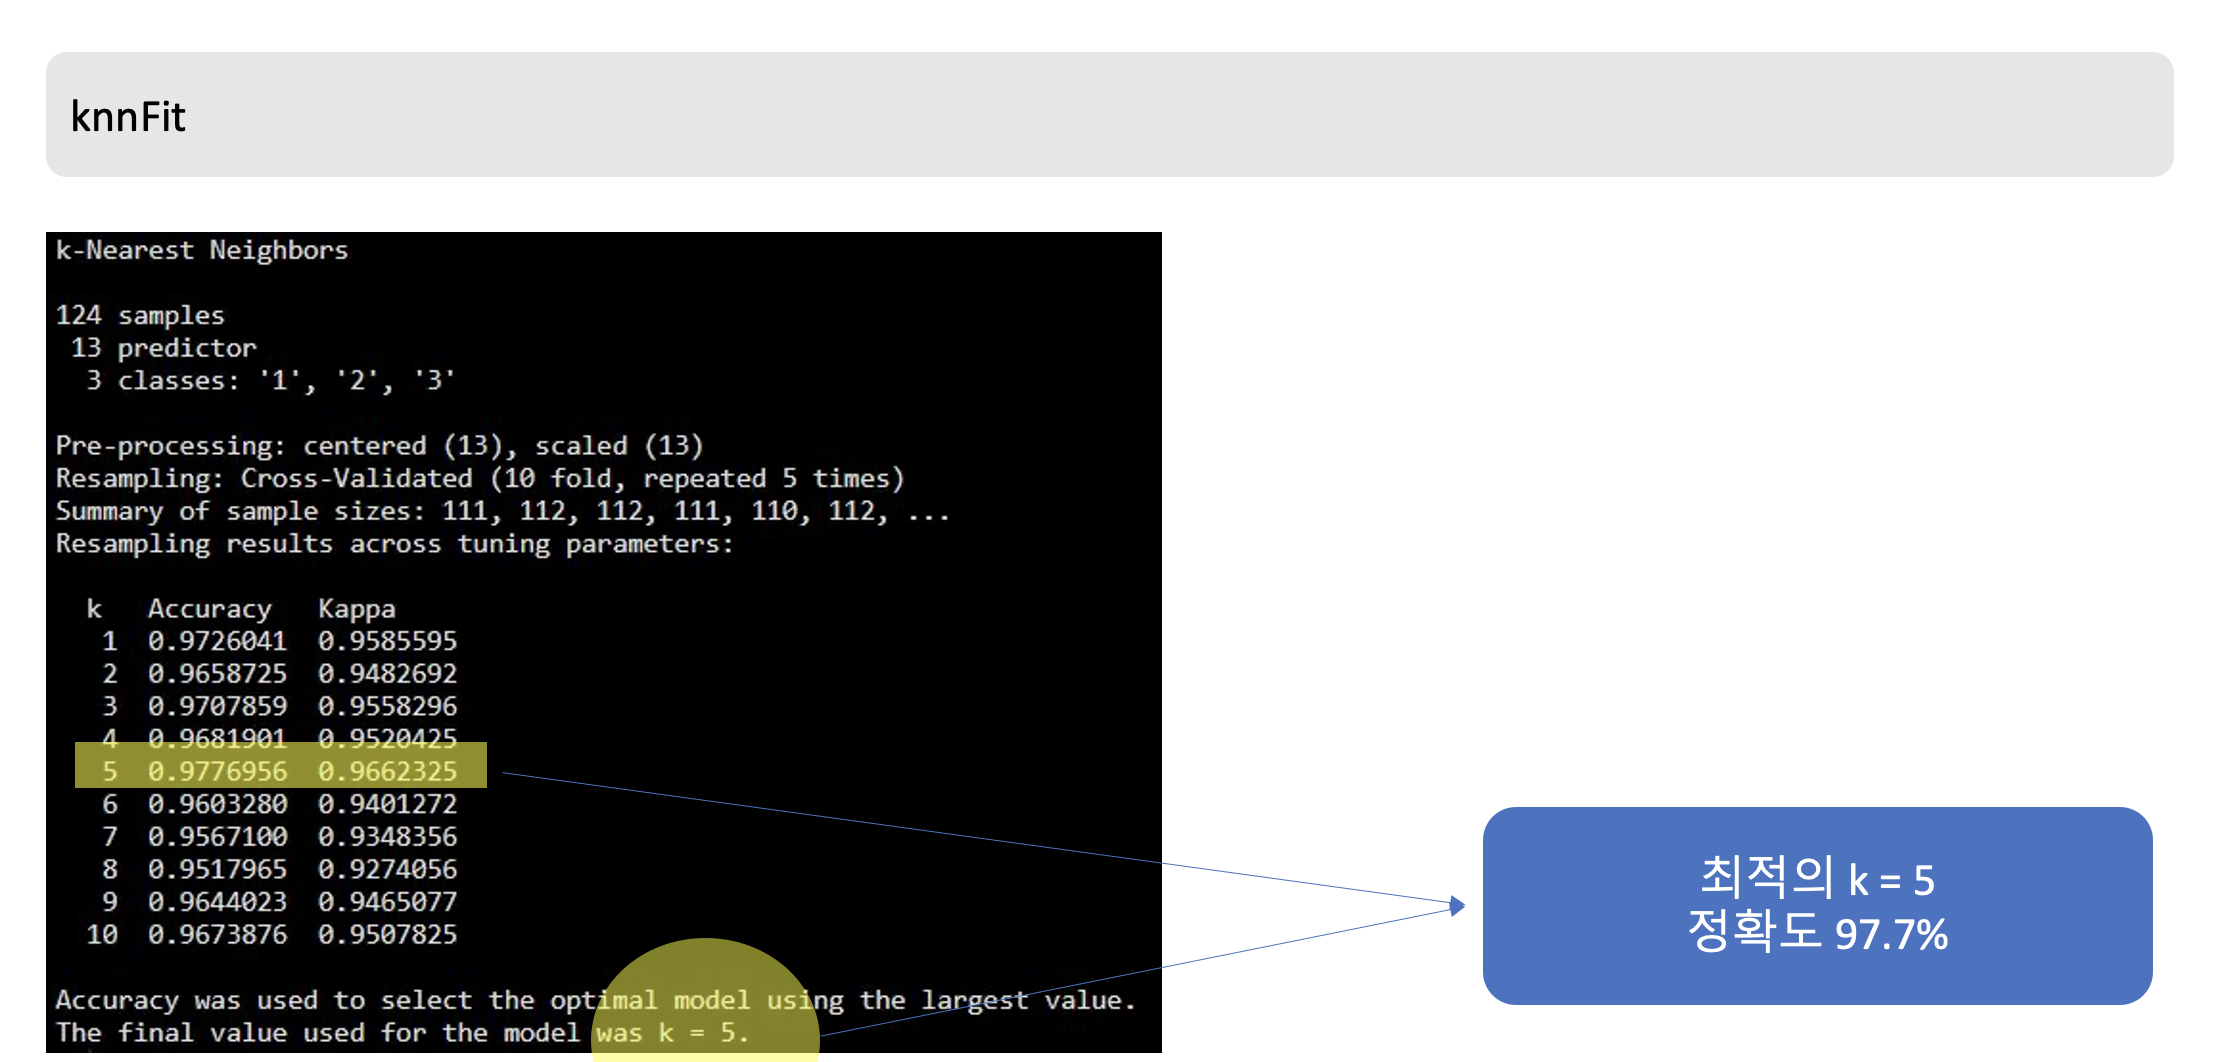 knnFit
k-Nearest Neighbors
124 samples
13 predictor
3 classes: '1', '2', '3'
Pre-processing: centered (13), scaled (13)
Resampling: Cross-Validated (10 fold, repeated 5 times)
Summary of sample sizes: 111, 112, 112, 111, 110, 112, ...
Resampling results across tuning parameters:
k Accuracy Kappa
1 0.9726041 0.9585595
2 0.9658725 0.9482692
3 0.9707859 0.9558296
4 0.9681901 0.9520425
5 0.9776956 0.9662325
6 0.9603280 0.9401272
7 0.9567100 0.9348356
8 0.9517965 0.9274056
9 0.9644023 0.9465077
10 0.9673876 0.9507825
Accuracy was used to select the optimal model using the largest value.
The final value used for the model was k = 5.
최적의 k = 5
정확도 97.7%